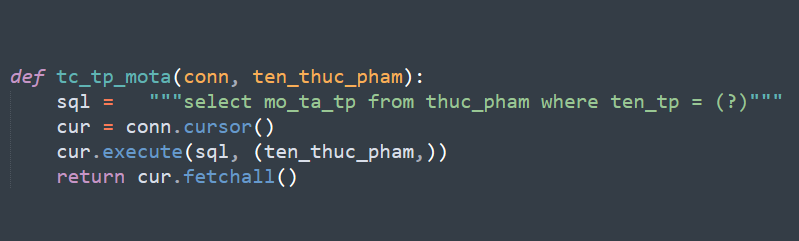 def tc_tp_mota(conn, ten_thuc_pham):
    sql =   """select mo_ta_tp from thuc_pham where ten_tp = (?)"""
    cur = conn.cursor()
    cur.execute(sql, (ten_thuc_pham,))
    return cur.fetchall()